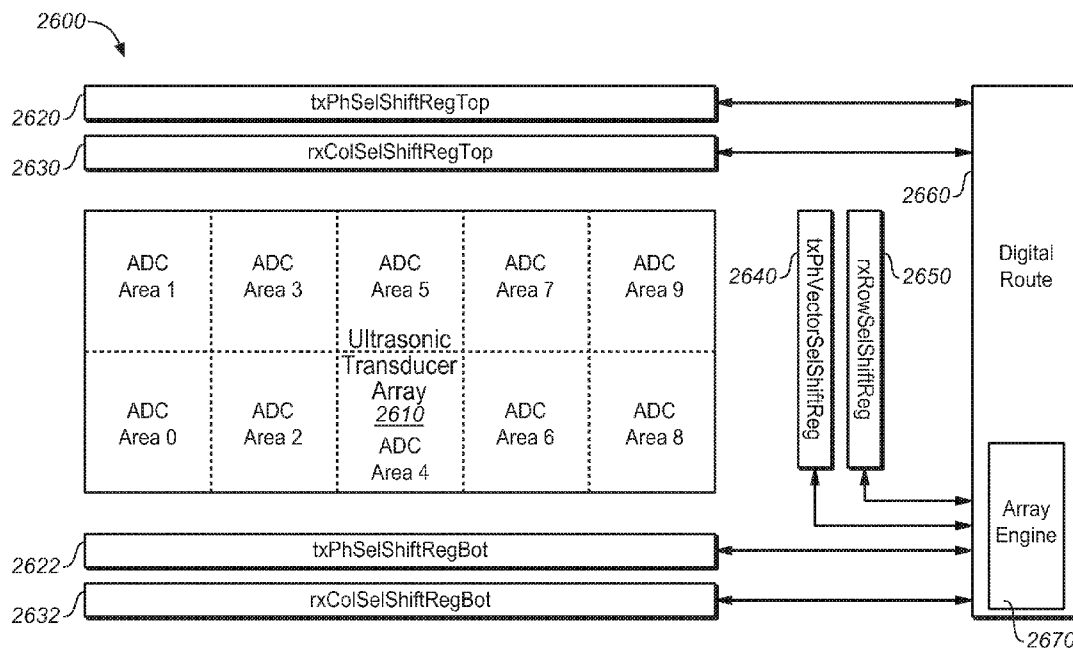 2600
2620
txPhSelShiftRegTop
2630
rxColSelShiftRegTop
2660
ADC
Area 1
ADC
Area 3
ADC
Area 5
ADC
Area 7
ADC
Area 9
Ultrasonic
Transducer
Array
2610
ADC
Area 0
ADC
Area 2
ADC
Area 4
ADC
Area 6
ADC
Area 8
2640
txPhVectorSelShiftReg
rxRowSelShiftReg
2650
Digital
Route
Array
Engine
2622
txPhSelShiftRegBot
2632
rxColSelShiftRegBot
2670